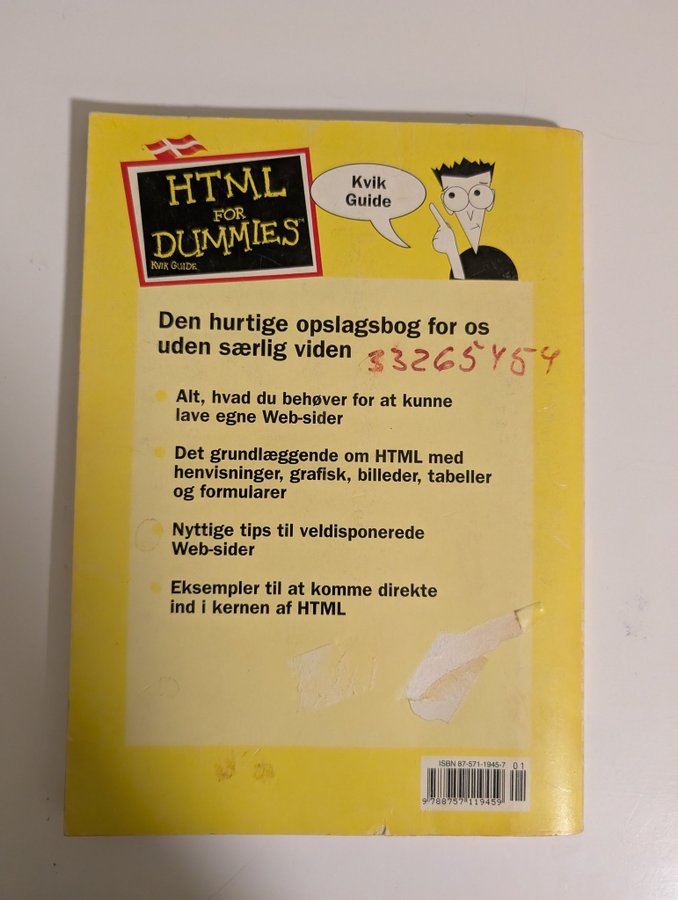 HTML
FOR
DUMMIES™
KVIK GUIDE
Kvik
Guide
Den hurtige opslagsbog for os
uden særlig viden
33265454
Alt, hvad du behøver for at kunne
lave egne Web-sider
Det grundlæggende om HTML med
henvisninger, grafisk, billeder, tabeller
og formularer
Nyttige tips til veldisponerede
Web-sider
Eksempler til at komme direkte
ind i kernen af HTML
ISBN 87-571-1945-7
01
9 788757 119459